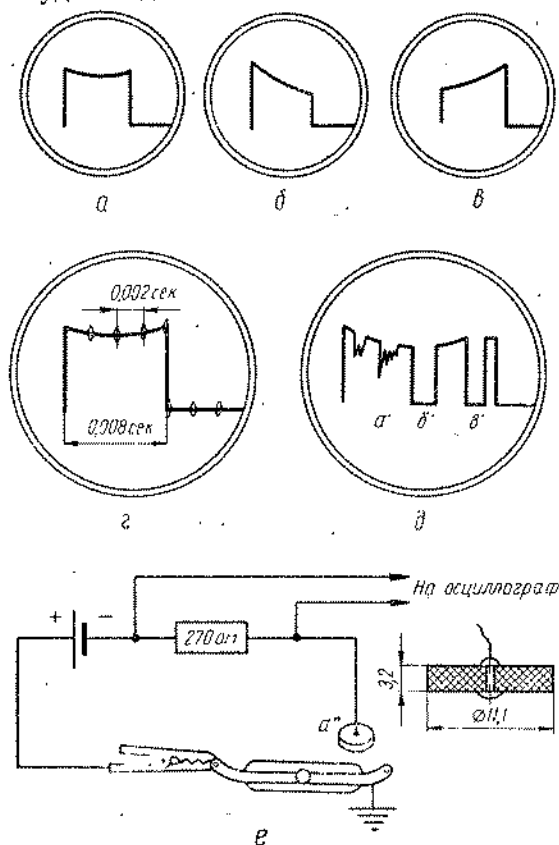 а
б
в
0,002 сек
0,008 сек
г
а'
б'
в'
д
+
−
270 ом
На осциллограф
а"
3,2
⌀11,1
е